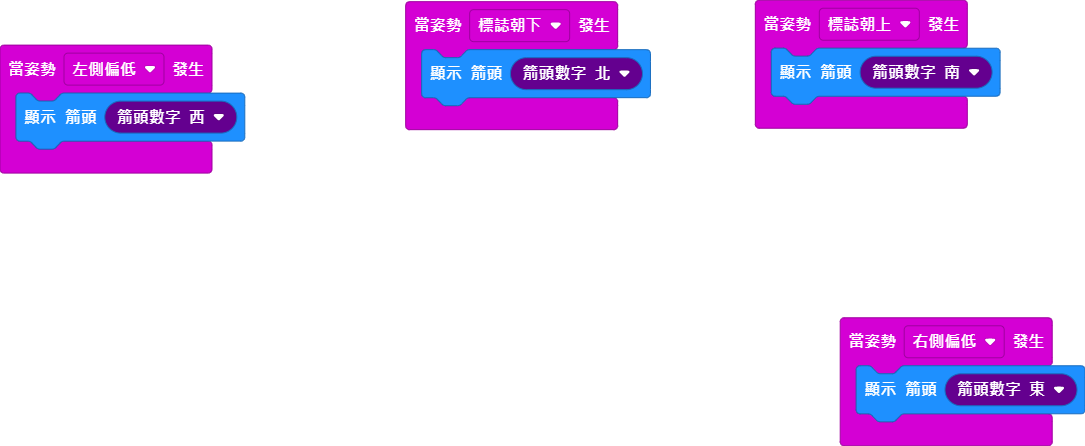 當姿勢 左側偏低 發生
顯示 箭頭 箭頭數字 西
當姿勢 標誌朝下 發生
顯示 箭頭 箭頭數字 北
當姿勢 標誌朝上 發生
顯示 箭頭 箭頭數字 南
當姿勢 右側偏低 發生
顯示 箭頭 箭頭數字 東